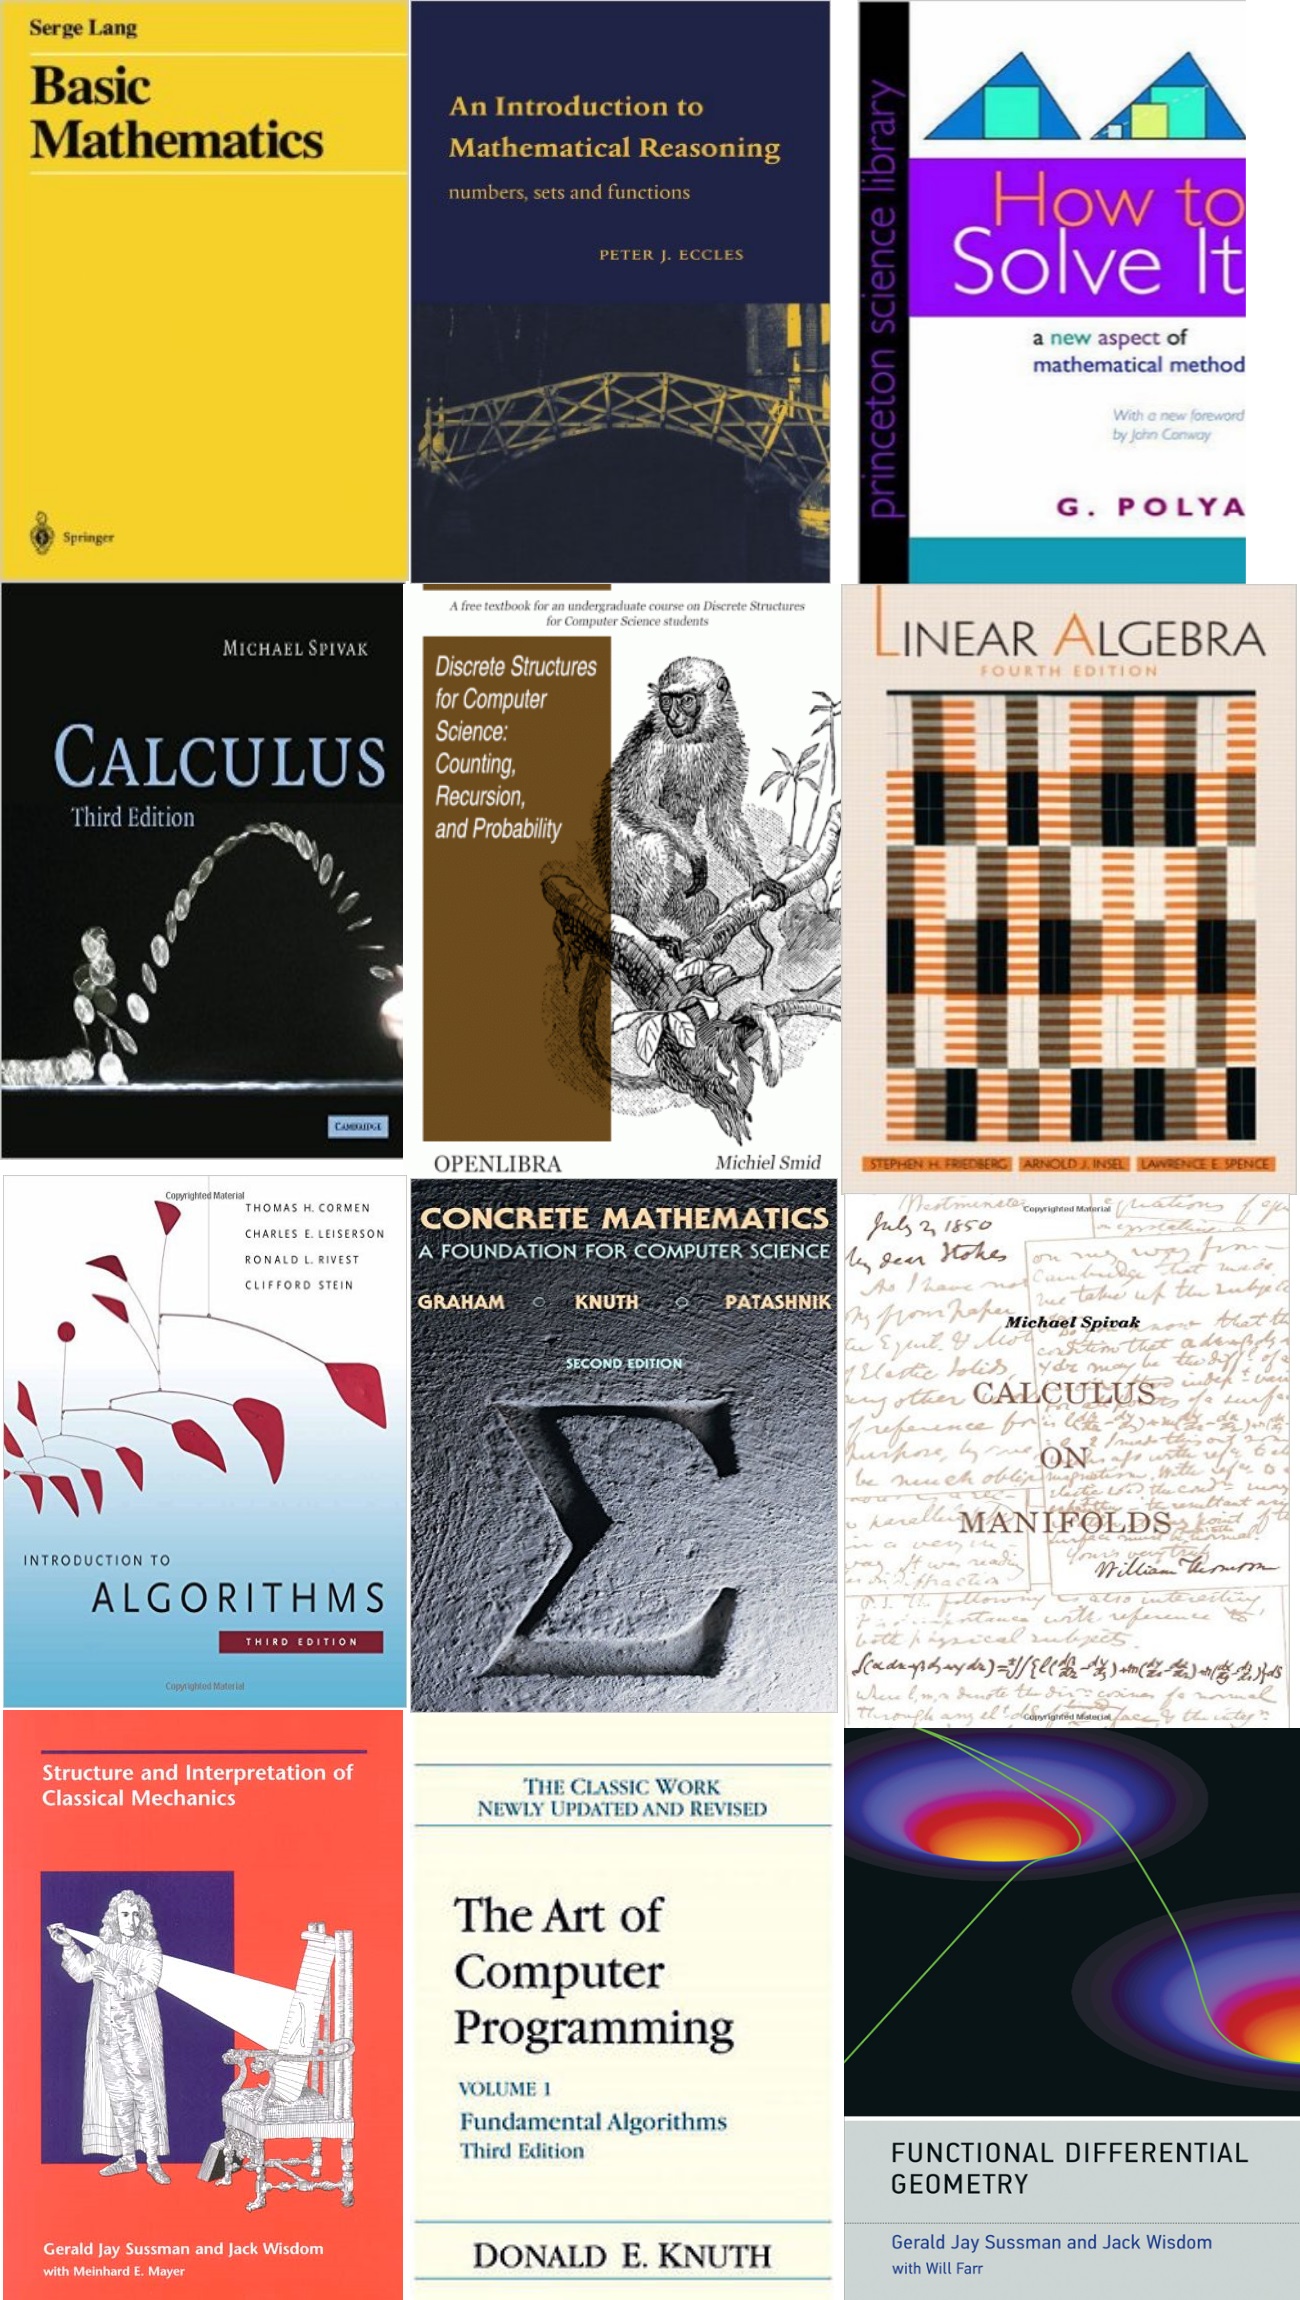 Serge Lang
Basic
Mathematics
Springer
An Introduction to
Mathematical Reasoning
numbers, sets and functions
PETER J. ECCLES
princeton science library
How to
Solve It
a new aspect of
mathematical method
With a new foreword
by John Conway
G. POLYA
MICHAEL SPIVAK
CALCULUS
Third Edition
CAMBRIDGE
A free textbook for an undergraduate course on Discrete Structures
for Computer Science students
Discrete Structures
for Computer
Science:
Counting,
Recursion,
and Probability
OPENLIBRA
Michiel Smid
LINEAR ALGEBRA
FOURTH EDITION
STEPHEN H. FRIEDBERG ARNOLD J. INSEL LAWRENCE E. SPENCE
Copyrighted Material
THOMAS H. CORMEN
CHARLES E. LEISERSON
RONALD L. RIVEST
CLIFFORD STEIN
INTRODUCTION TO
ALGORITHMS
THIRD EDITION
Copyrighted Material
CONCRETE MATHEMATICS
A FOUNDATION FOR COMPUTER SCIENCE
GRAHAM KNUTH PATASHNIK
SECOND EDITION
Σ
Copyrighted Material
July 2, 1850
My dear Stokes
Michael Spivak
CALCULUS
ON
MANIFOLDS
William Thomson
Copyrighted Material
Structure and Interpretation of
Classical Mechanics
Gerald Jay Sussman and Jack Wisdom
with Meinhard E. Mayer
THE CLASSIC WORK
NEWLY UPDATED AND REVISED
The Art of
Computer
Programming
VOLUME 1
Fundamental Algorithms
Third Edition
DONALD E. KNUTH
FUNCTIONAL DIFFERENTIAL
GEOMETRY
Gerald Jay Sussman and Jack Wisdom
with Will Farr